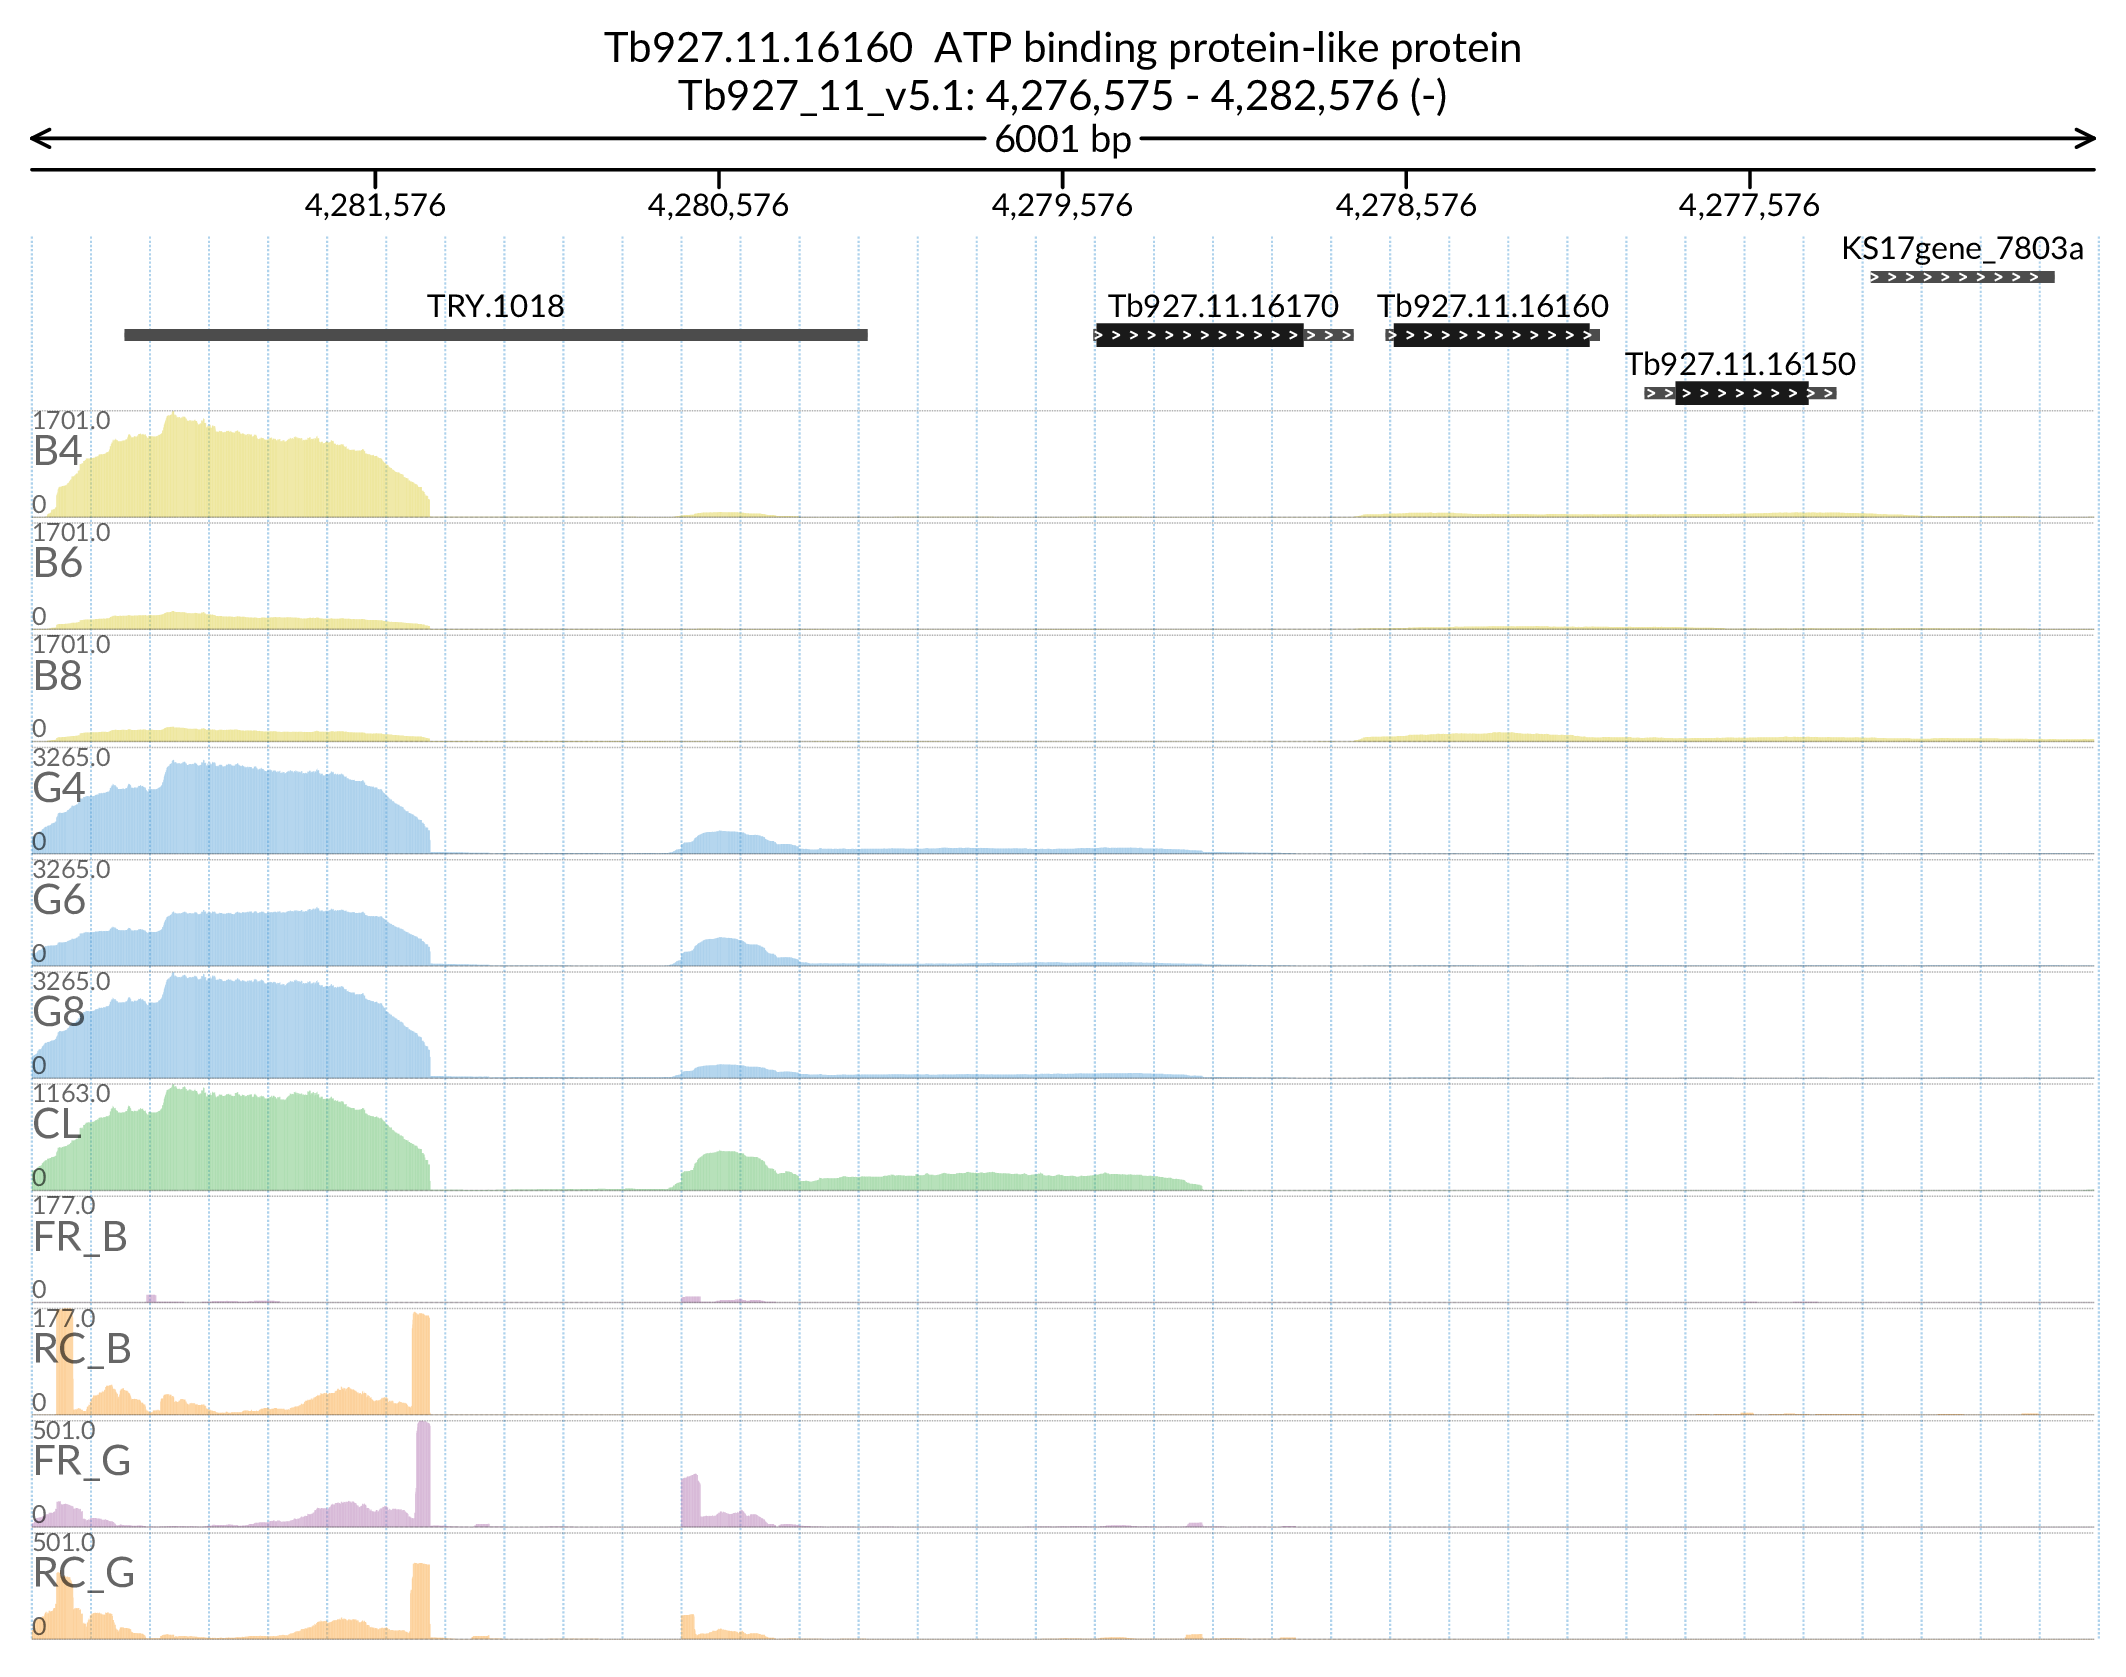 Tb927.11.16160  ATP binding protein-like protein
Tb927_11_v5.1: 4,276,575 - 4,282,576 (-)
6001 bp
4,281,576 4,280,576 4,279,576 4,278,576 4,277,576
KS17gene_7803a
TRY.1018 Tb927.11.16170 Tb927.11.16160
Tb927.11.16150
1701.0
B4
0
1701.0
B6
0
1701.0
B8
0
3265.0
G4
0
3265.0
G6
0
3265.0
G8
0
1163.0
CL
0
177.0
FR_B
0
177.0
RC_B
0
501.0
FR_G
0
501.0
RC_G
0